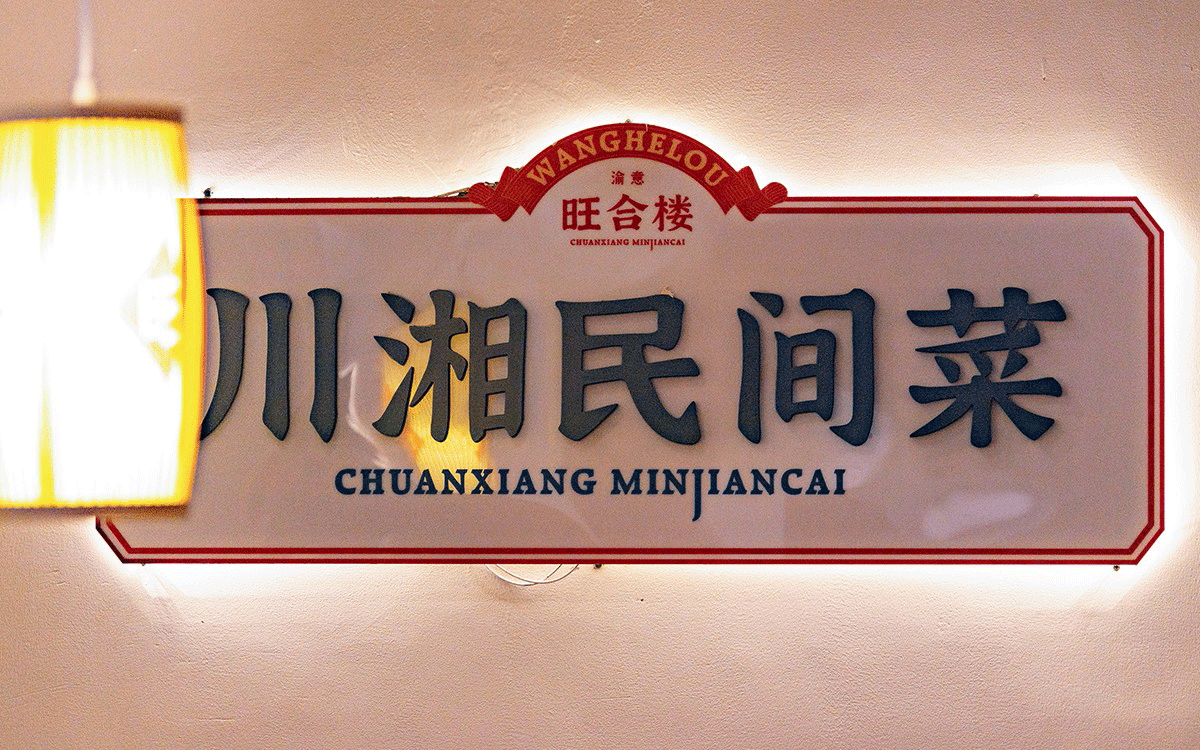 WANGHELOU
渝意
旺合楼
CHUANXIANG MINJIANCAI
川湘民间菜
CHUANXIANG MINJIANCAI